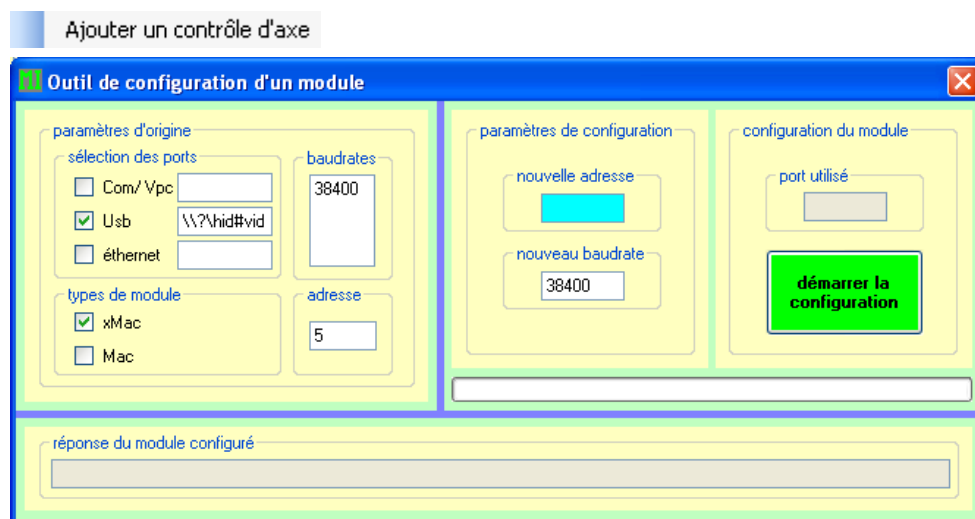 Ajouter un contrôle d'axe
Outil de configuration d'un module
paramètres d'origine
sélection des ports
Com/ Vpc
Usb
\\?\hid#vid
éthernet
baudrates
38400
types de module
xMac
Mac
adresse
5
paramètres de configuration
nouvelle adresse
nouveau baudrate
38400
configuration du module
port utilisé
démarrer la
configuration
réponse du module configuré